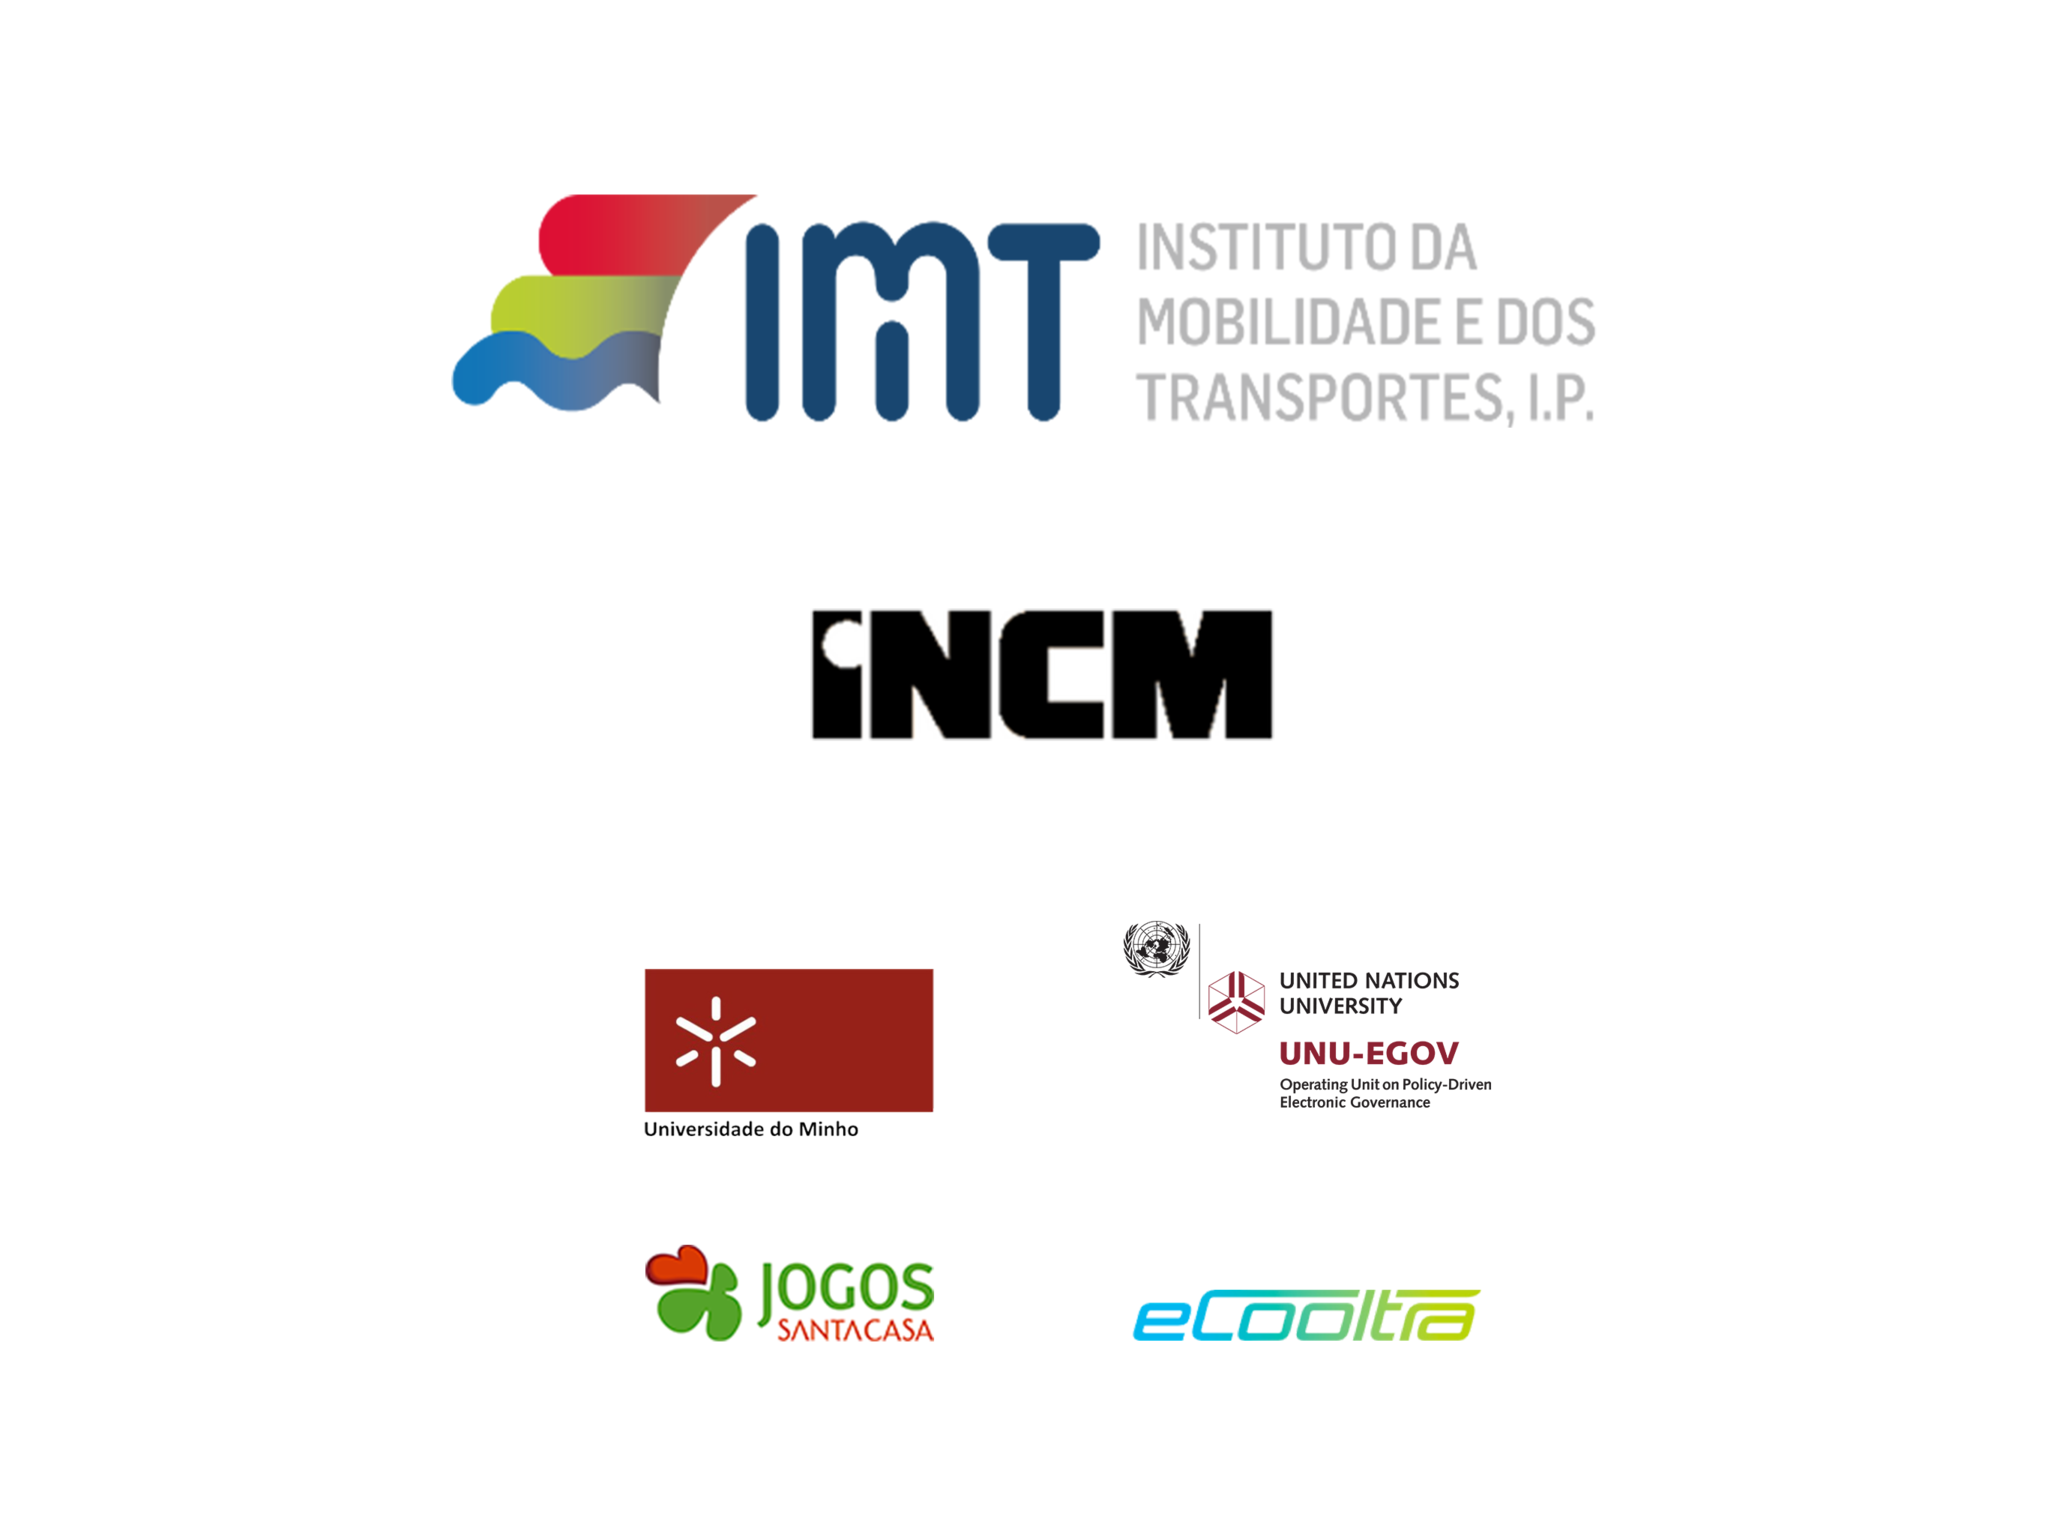 IMT
INSTITUTO DA
MOBILIDADE E DOS
TRANSPORTES, I.P.
iNCM
Universidade do Minho
UNITED NATIONS
UNIVERSITY
UNU-EGOV
Operating Unit on Policy-Driven
Electronic Governance
JOGOS
SANTACASA
eCooltra